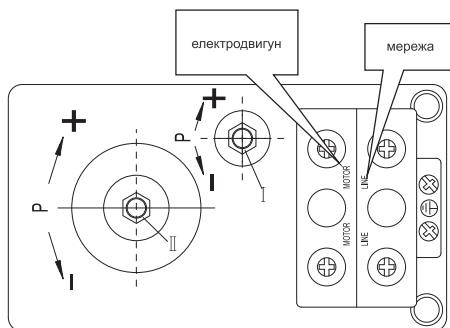 електродвигун
мережа
+
+
P
P
-
-
I
II
MOTOR
LINE
MOTOR
LINE